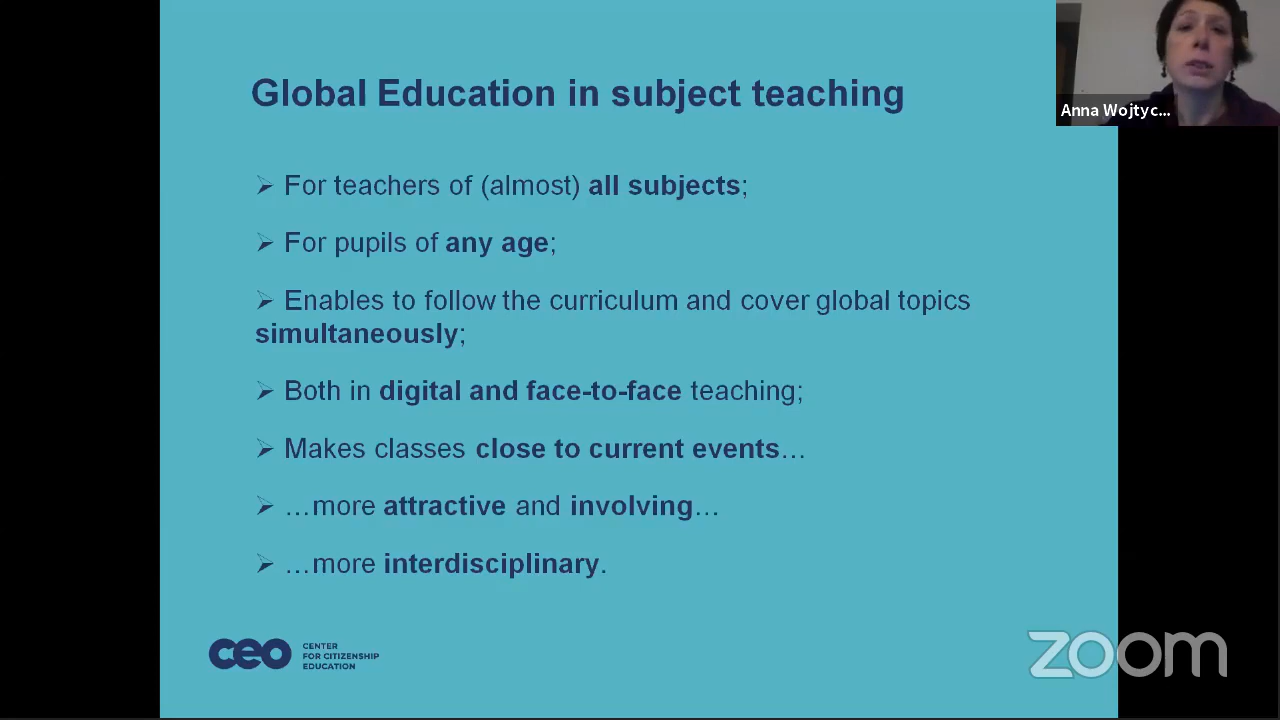 Global Education in subject teaching
Anna Wojtyc...
➢ For teachers of (almost) all subjects;
➢ For pupils of any age;
➢ Enables to follow the curriculum and cover global topics
simultaneously;
➢ Both in digital and face-to-face teaching;
➢ Makes classes close to current events…
➢ …more attractive and involving…
➢ …more interdisciplinary.
ceo
CENTER
FOR CITIZENSHIP
EDUCATION
zoom